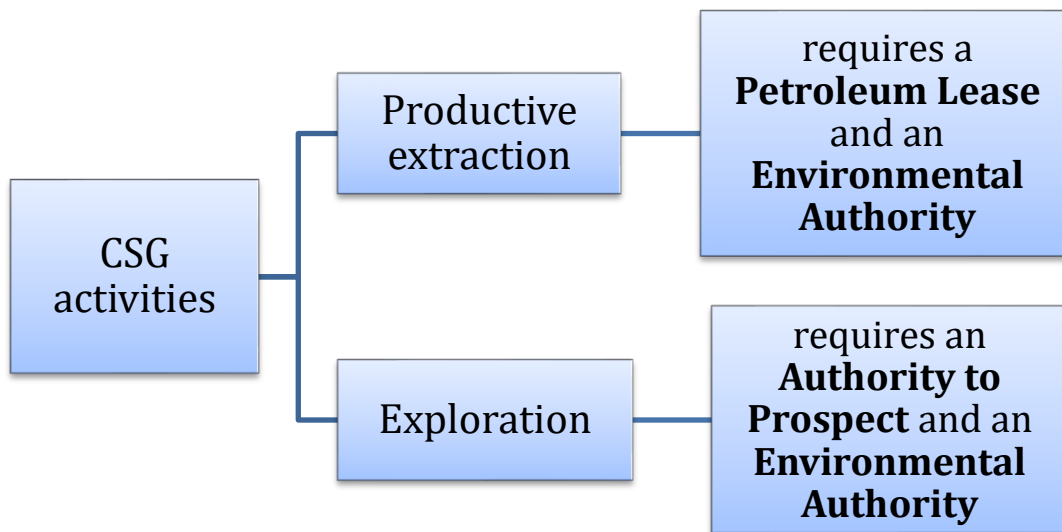 CSG
activities
Productive
extraction
requires a
Petroleum Lease
and an
Environmental
Authority
Exploration
requires an
Authority to
Prospect and an
Environmental
Authority